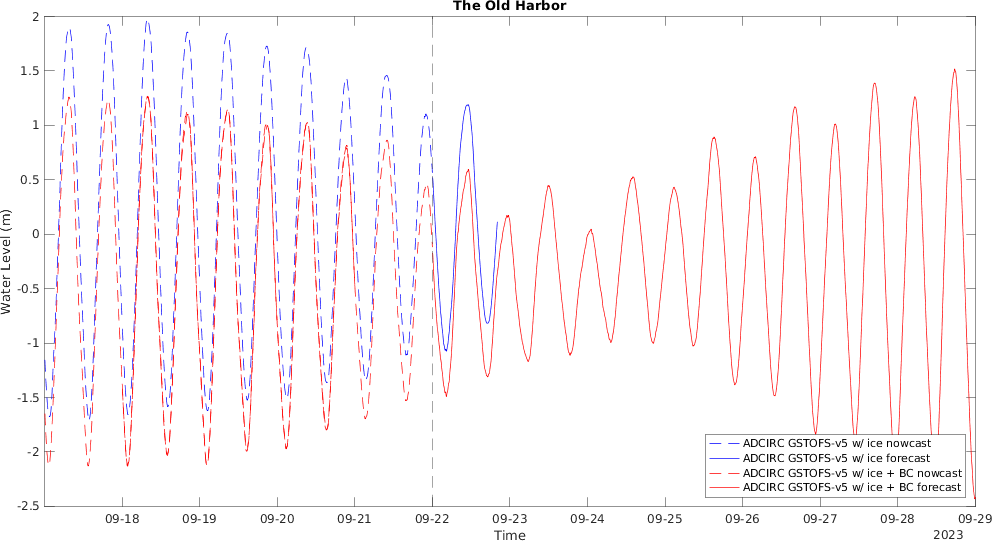 The Old Harbor
Water Level (m)
2
1.5
1
0.5
0
-0.5
-1
-1.5
-2
-2.5
ADCIRC GSTOFS-v5 w/ ice nowcast
ADCIRC GSTOFS-v5 w/ ice forecast
ADCIRC GSTOFS-v5 w/ ice + BC nowcast
ADCIRC GSTOFS-v5 w/ ice + BC forecast
09-18 09-19 09-20 09-21 09-22 09-23 09-24 09-25 09-26 09-27 09-28 09-29
Time
2023